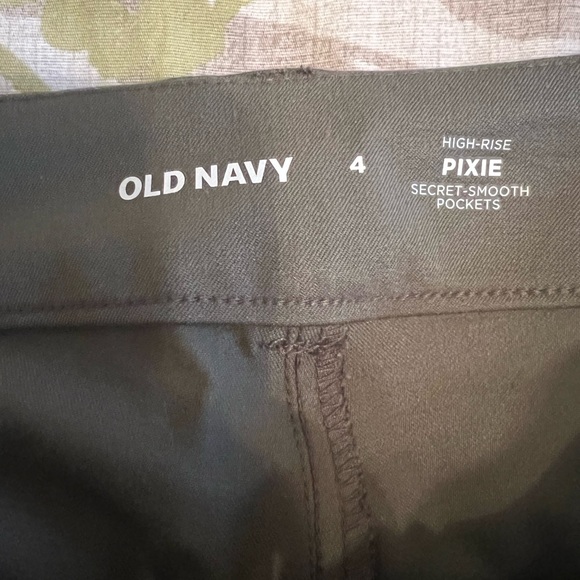 OLD NAVY
4
HIGH-RISE
PIXIE
SECRET-SMOOTH
POCKETS